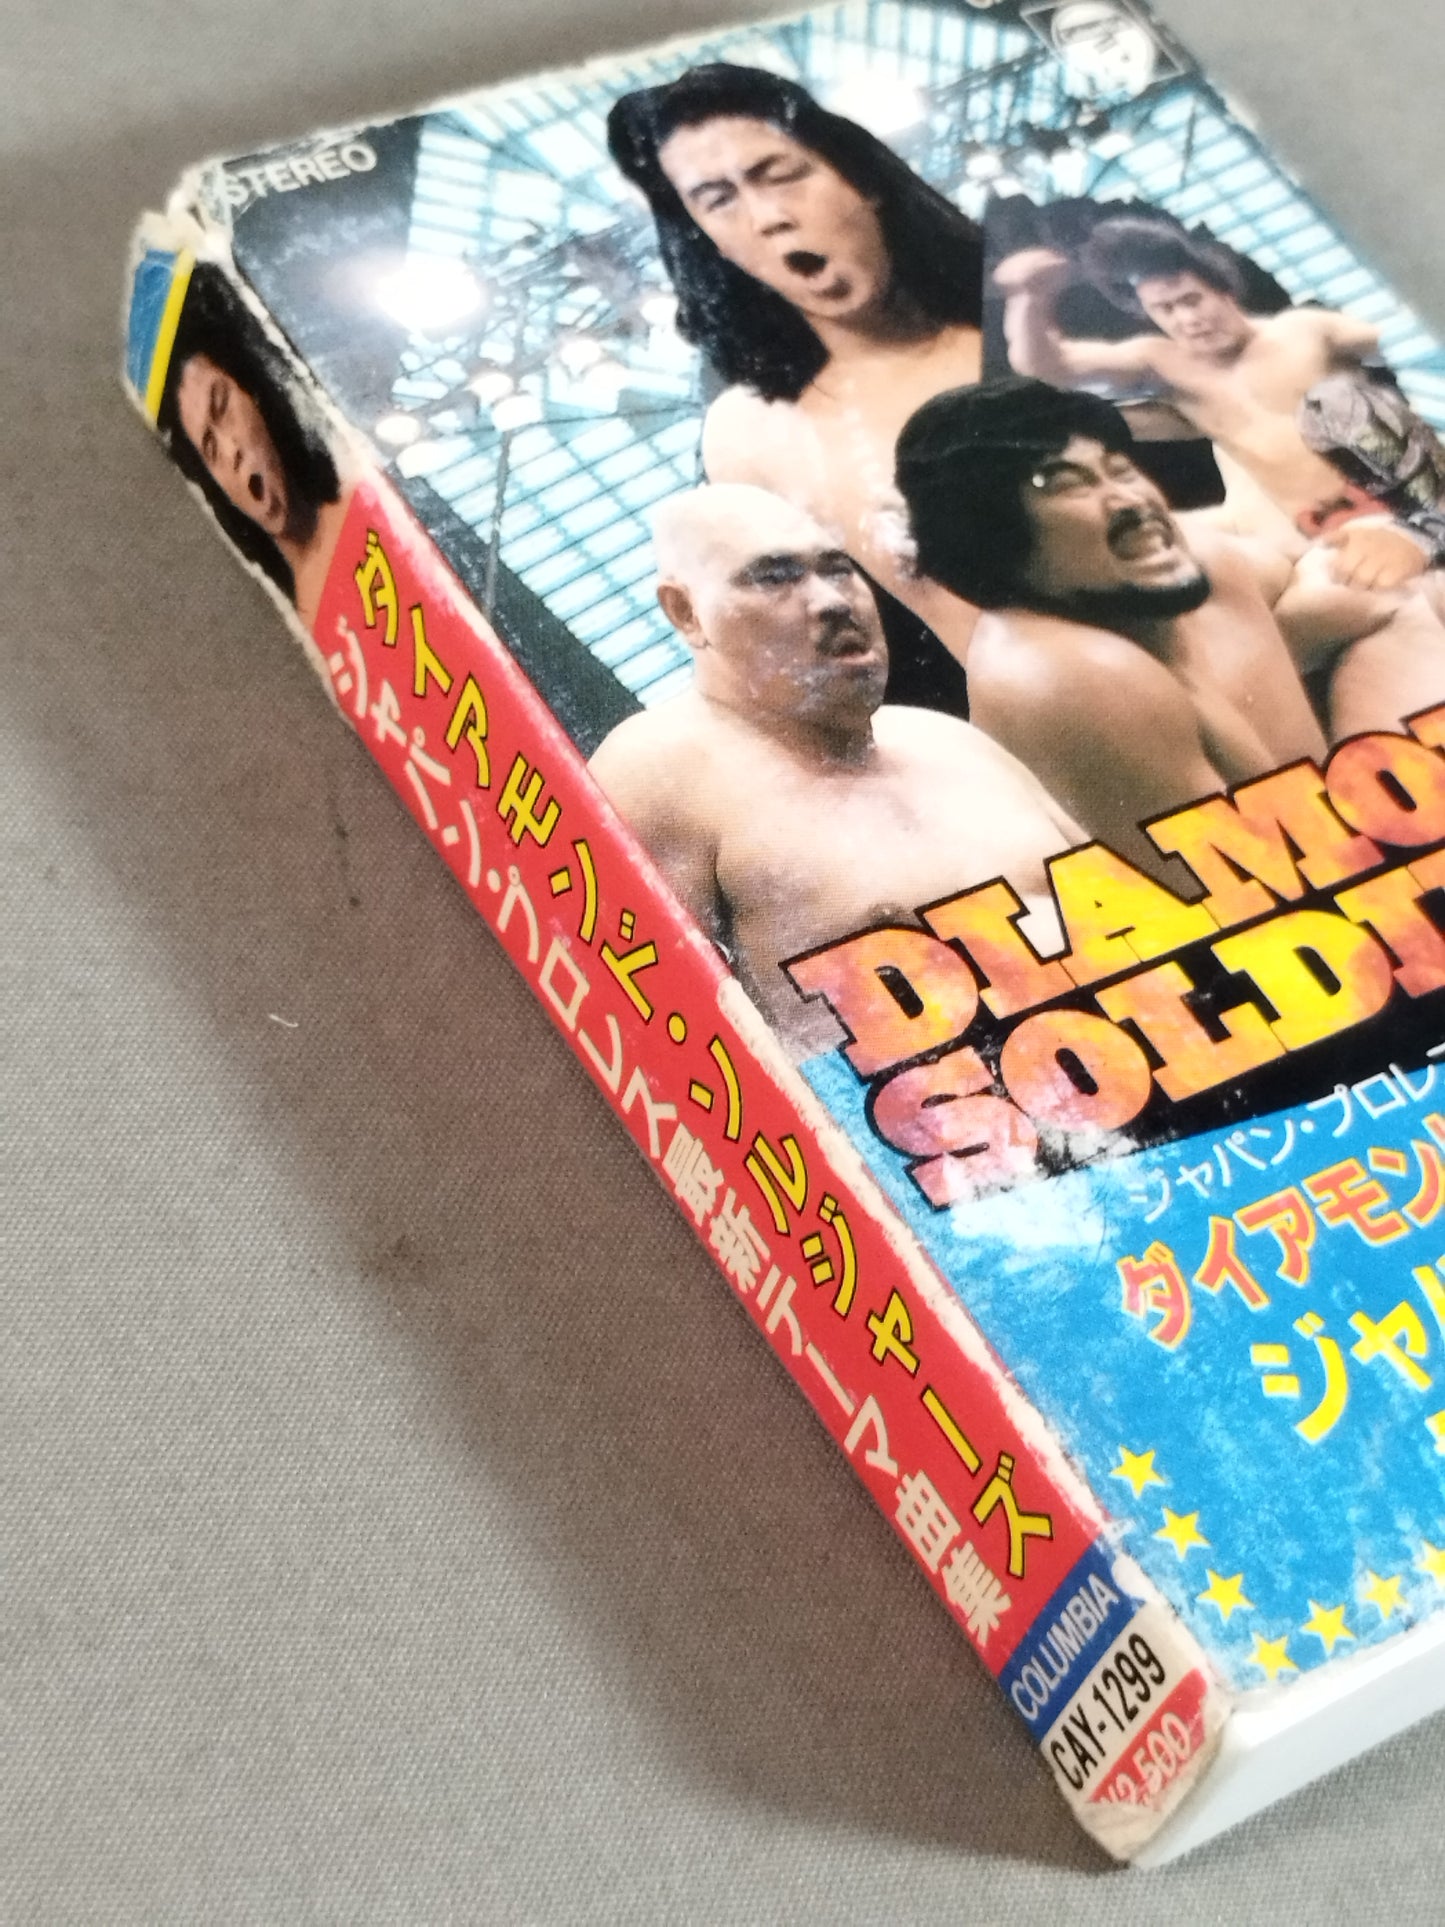 STEREO
ダイアモンド・ソルジャーズ
ジャパン・プロレス最新テーマ曲集
COLUMBIA
CAY-1299
¥2,500
DIAMO
SOLDI
ジャパン・プロレ
ダイアモン
ジャ